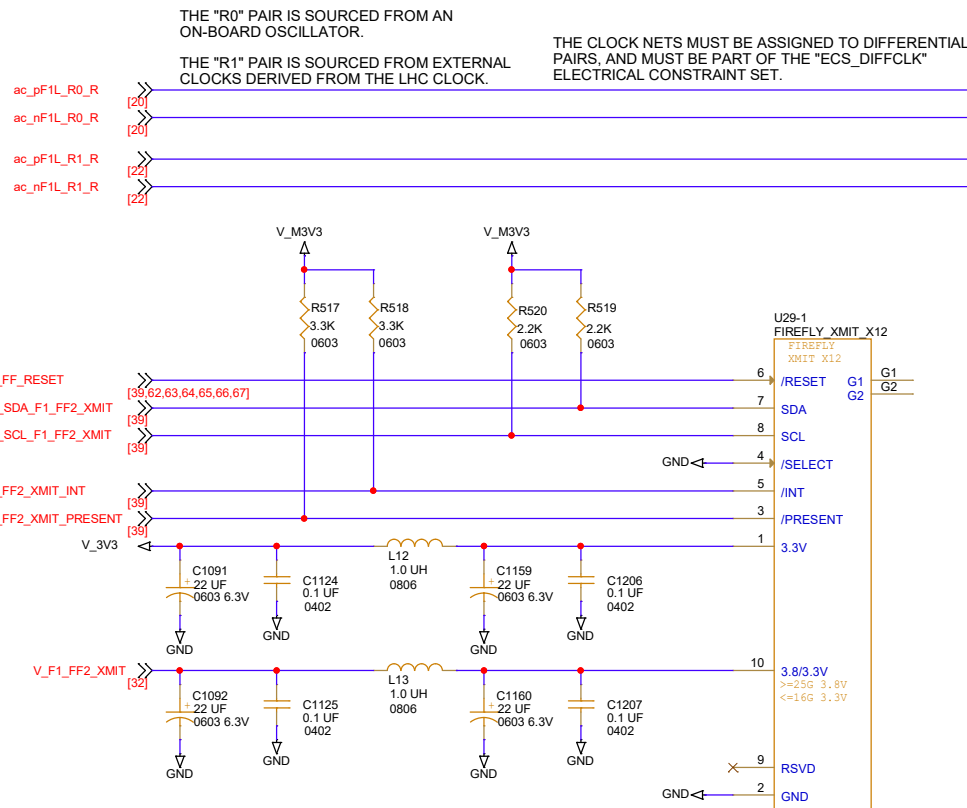 THE "R0" PAIR IS SOURCED FROM AN
ON-BOARD OSCILLATOR.
THE "R1" PAIR IS SOURCED FROM EXTERNAL
CLOCKS DERIVED FROM THE LHC CLOCK.
THE CLOCK NETS MUST BE ASSIGNED TO DIFFERENTIAL
PAIRS, AND MUST BE PART OF THE "ECS_DIFFCLK"
ELECTRICAL CONSTRAINT SET.
ac_pF1L_R0_R
[20]
ac_nF1L_R0_R
[20]
ac_pF1L_R1_R
[22]
ac_nF1L_R1_R
[22]
V_M3V3
V_M3V3
R517
3.3K
0603
R518
3.3K
0603
R520
2.2K
0603
R519
2.2K
0603
U29-1
FIREFLY_XMIT_X12
FIREFLY
XMIT X12
_FF_RESET
[39,62,63,64,65,66,67]
6
/RESET
G1
G1
G2
G2
_SDA_F1_FF2_XMIT
[39]
7
SDA
_SCL_F1_FF2_XMIT
[39]
8
SCL
GND
4
/SELECT
_FF2_XMIT_INT
[39]
5
/INT
_FF2_XMIT_PRESENT
[39]
3
/PRESENT
V_3V3
1
3.3V
L12
1.0 UH
0806
C1091
22 UF
0603 6.3V
C1124
0.1 UF
0402
C1159
22 UF
0603 6.3V
C1206
0.1 UF
0402
GND
GND
GND
GND
V_F1_FF2_XMIT
[32]
10
3.8/3.3V
>=25G 3.8V
<=16G 3.3V
L13
1.0 UH
0806
C1092
22 UF
0603 6.3V
C1125
0.1 UF
0402
C1160
22 UF
0603 6.3V
C1207
0.1 UF
0402
GND
GND
GND
GND
9
RSVD
GND
2
GND